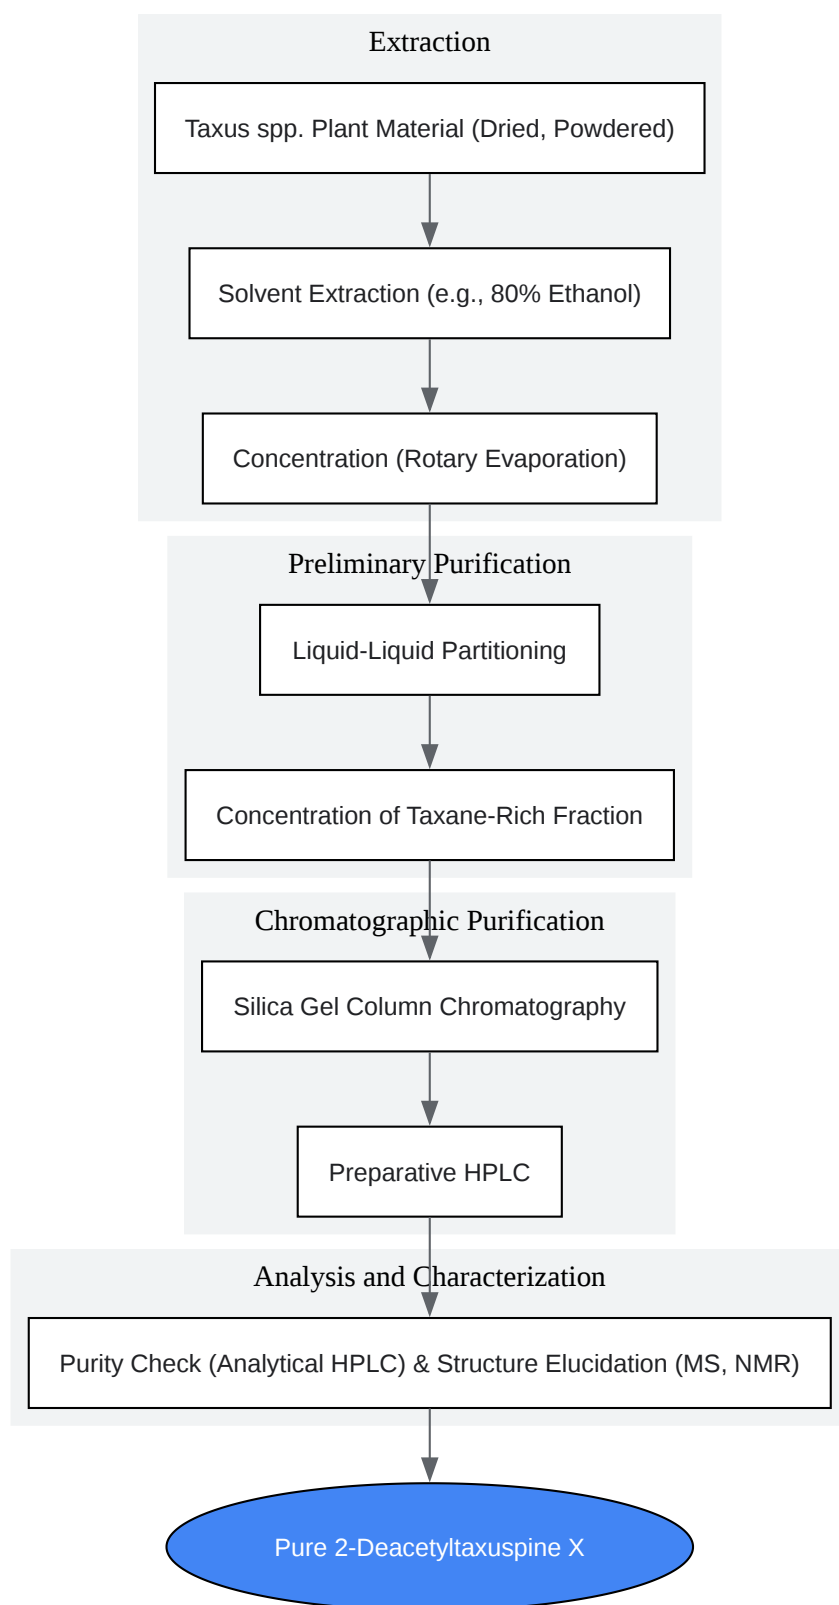 Extraction
Taxus spp. Plant Material (Dried, Powdered)
Solvent Extraction (e.g., 80% Ethanol)
Concentration (Rotary Evaporation)
Preliminary Purification
Liquid-Liquid Partitioning
Concentration of Taxane-Rich Fraction
Chromatographic Purification
Silica Gel Column Chromatography
Preparative HPLC
Analysis and Characterization
Purity Check (Analytical HPLC) & Structure Elucidation (MS, NMR)
Pure 2-Deacetyltaxuspine X